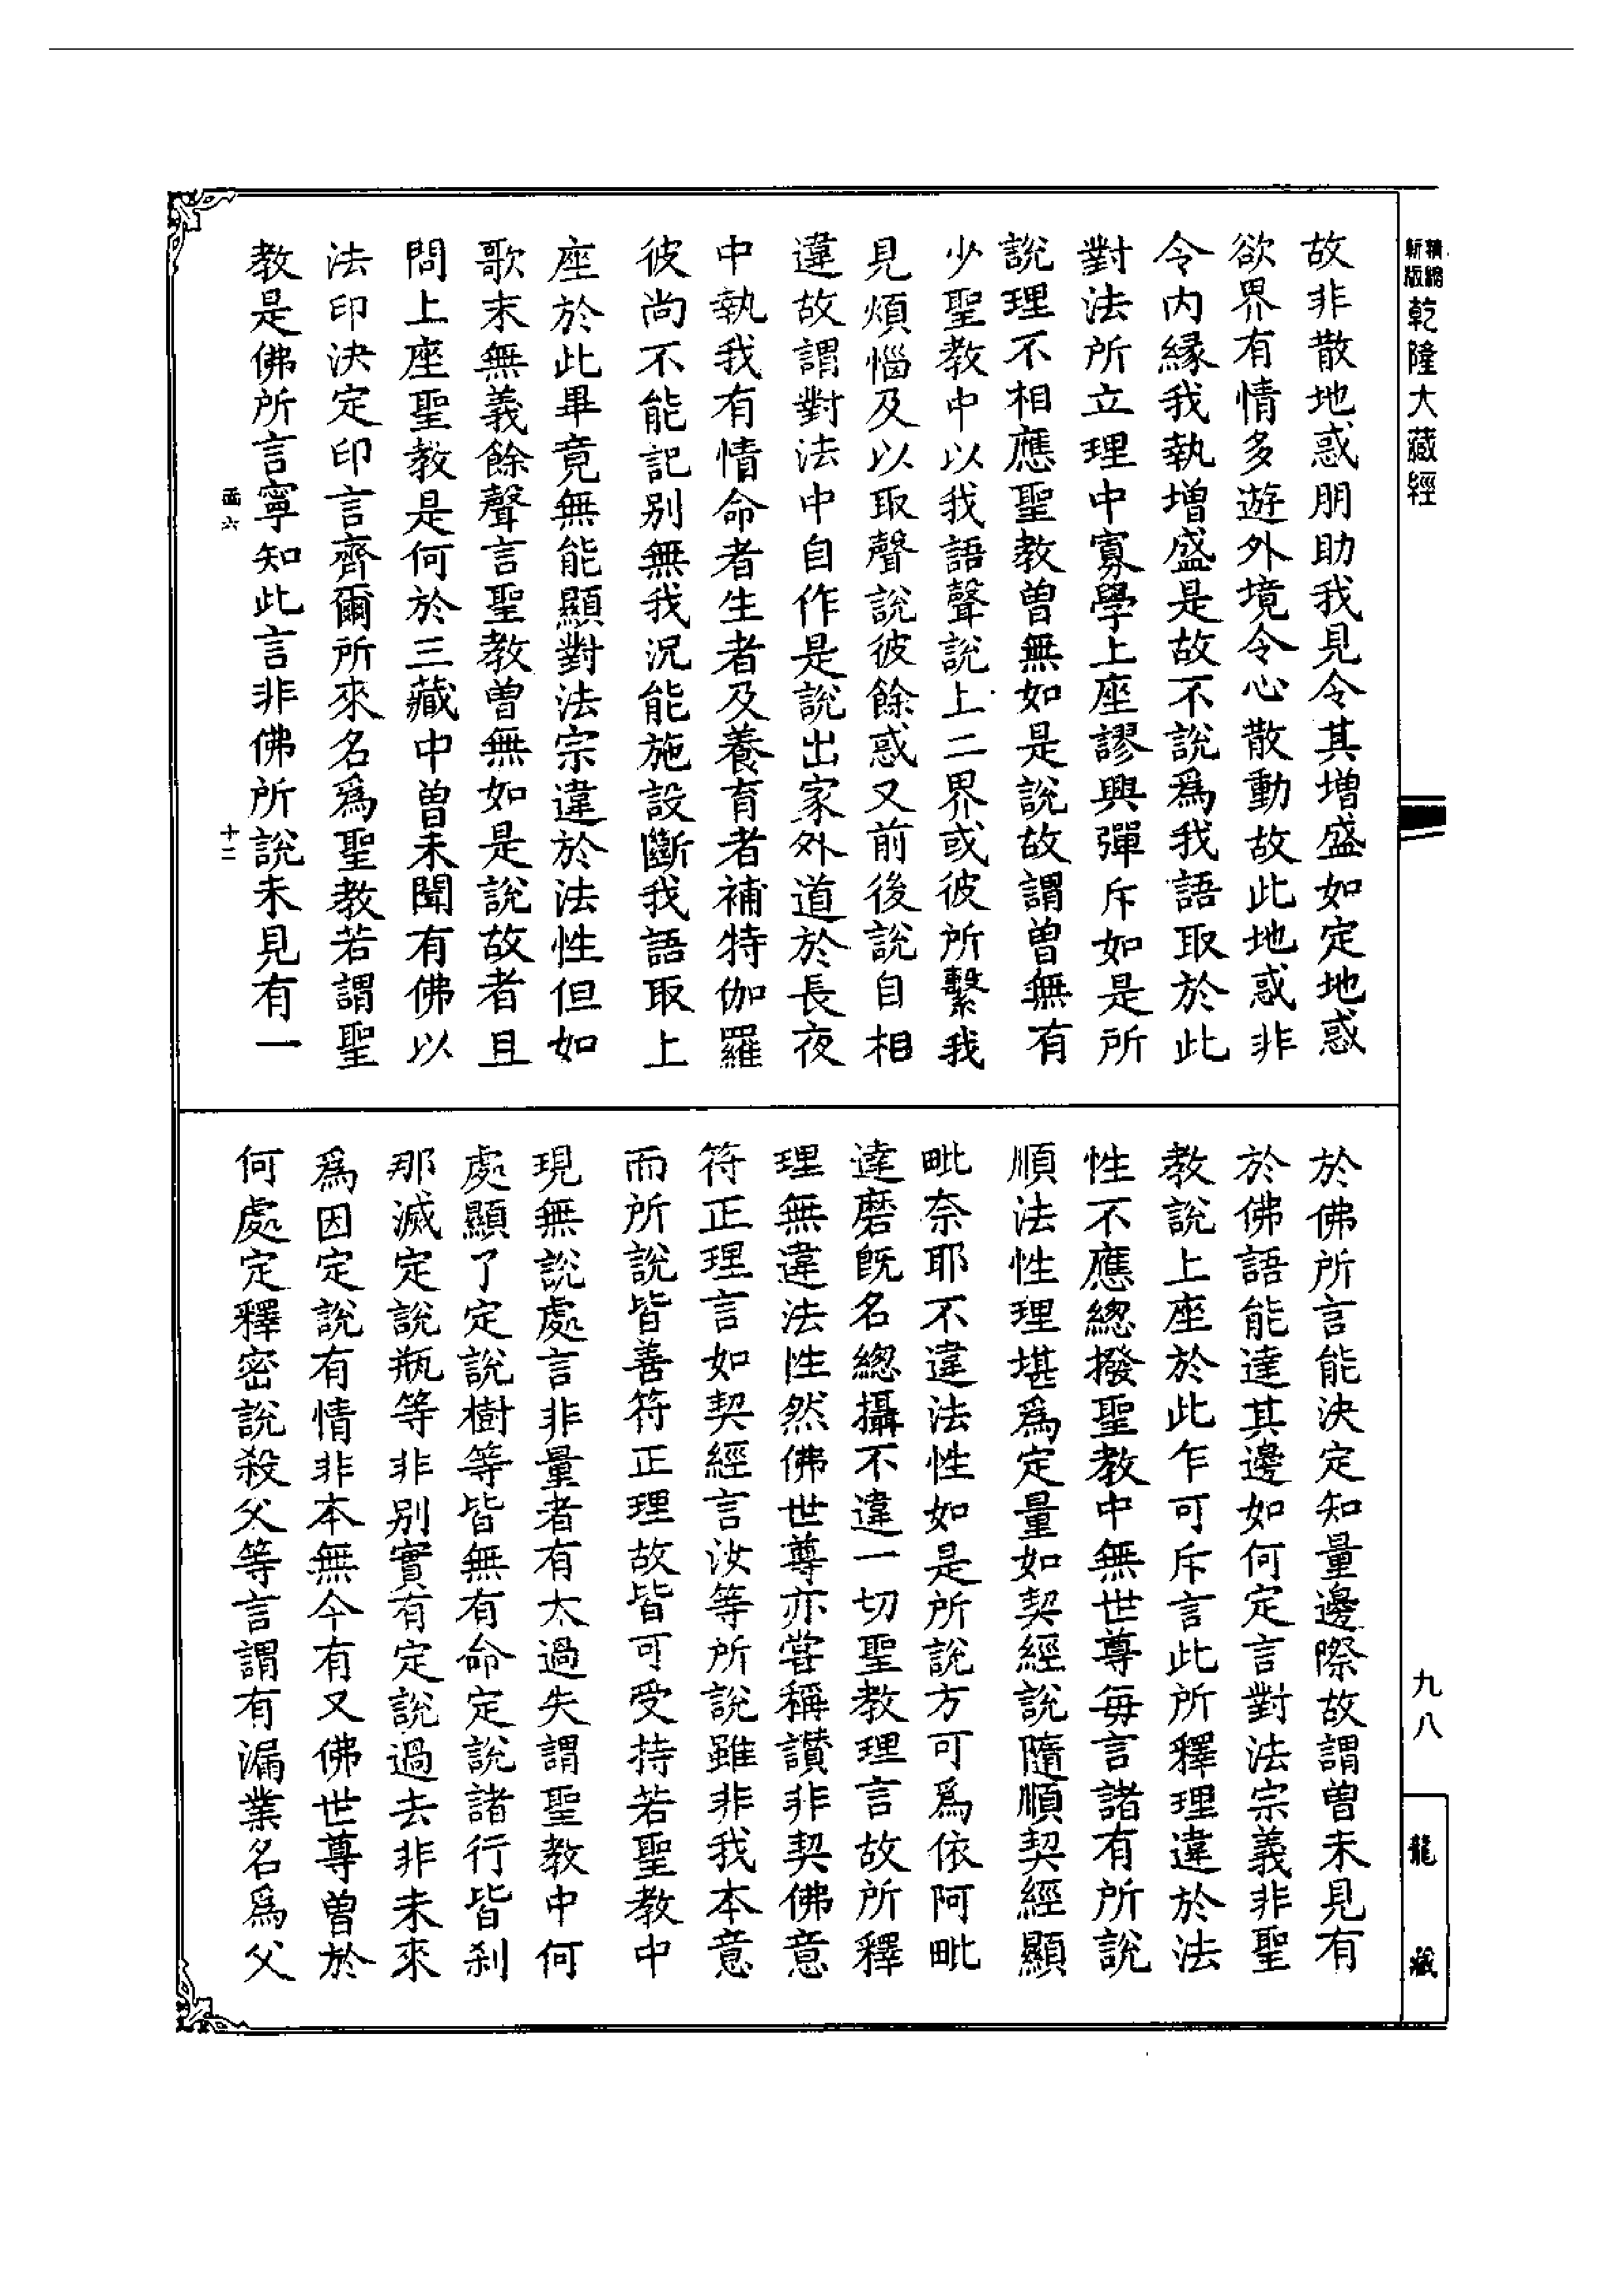 新版精縮乾隆大藏經
九八
龍藏
故非散地惑朋助我見令其增盛如定地惑
欲界有情多遊外境令心散動故此地惑非
令内緣我執增盛是故不說爲我語取於此
對法所立理中寡學上座謬興彈斥如是所
說理不相應聖教曾無如是說故謂曾無有
少聖教中以我語聲說上二界或彼所繫我
見煩惱及以取聲說彼餘惑又前後說自相
違故謂對法中自作是說出家外道於長夜
中執我有情命者生者及養育者補特伽羅
彼尚不能記别無我況能施設斷我語取上
座於此畢竟無能顯對法宗違於法性但如
歌末無義餘聲言聖教曾無如是說故者且
問上座聖教是何於三藏中曾未聞有佛以
法印決定印言齊爾所來名爲聖教若謂聖
教是佛所言寧知此言非佛所說未見有一
六
十二
於佛所言能決定知量邊際故謂曾未見有
於佛語能達其邊如何定言對法宗義非聖
教說上座於此乍可斥言此所釋理違於法
性不應總撥聖教中無世尊每言諸有所說
順法性理堪爲定量如契經說隨順契經顯
毗奈耶不違法性如是所說方可爲依阿毗
達磨既名總攝不違一切聖教理言故所釋
理無違法性然佛世尊亦嘗稱讚非契佛意
符正理言如契經言汝等所說雖非我本意
而所說皆善符正理故皆可受持若聖教中
現無說處言非量者有太過失謂聖教中何
處顯了定說樹等皆無有命定說諸行皆刹
那滅定說瓶等非别實有定說過去非未來
爲因定說有情非本無今有又佛世尊曾於
何處定釋密說殺父等言謂有漏業名爲父